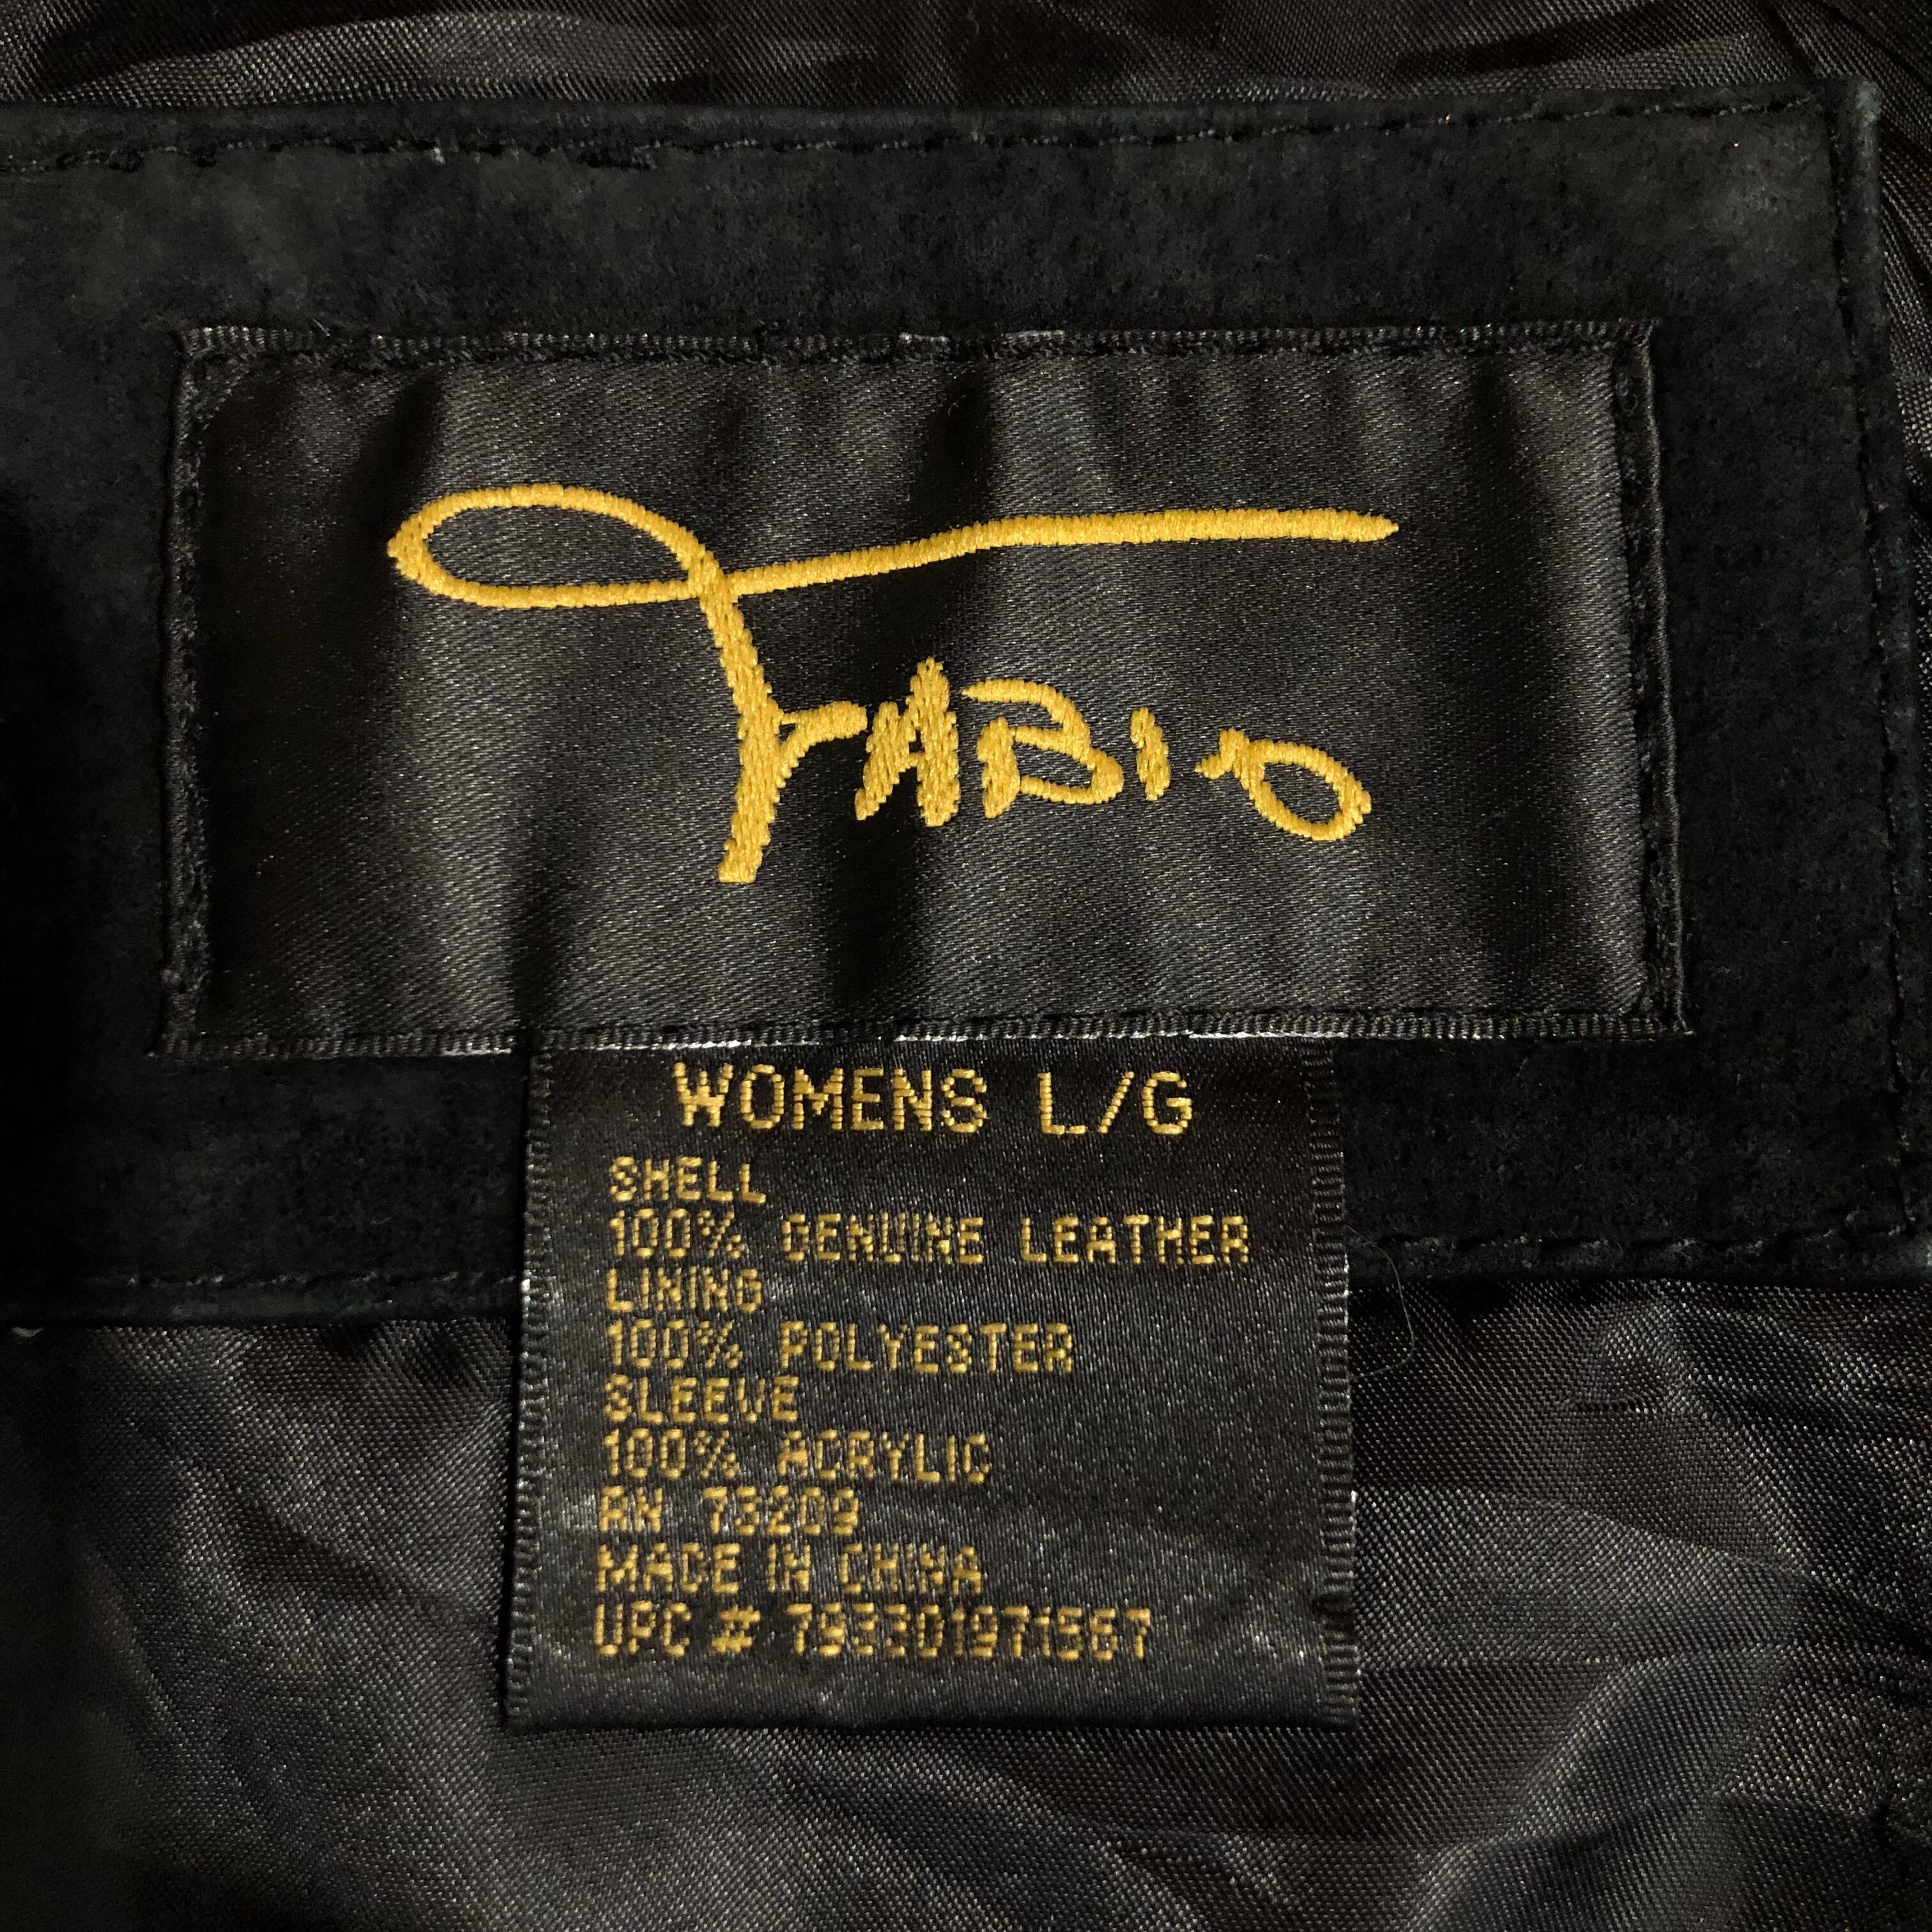 FABIO
WOMENS L/G
SHELL
100% GENUINE LEATHER
LINING
100% POLYESTER
SLEEVE
100% ACRYLIC
RN 73209
MADE IN CHINA
UPC # 793301971567